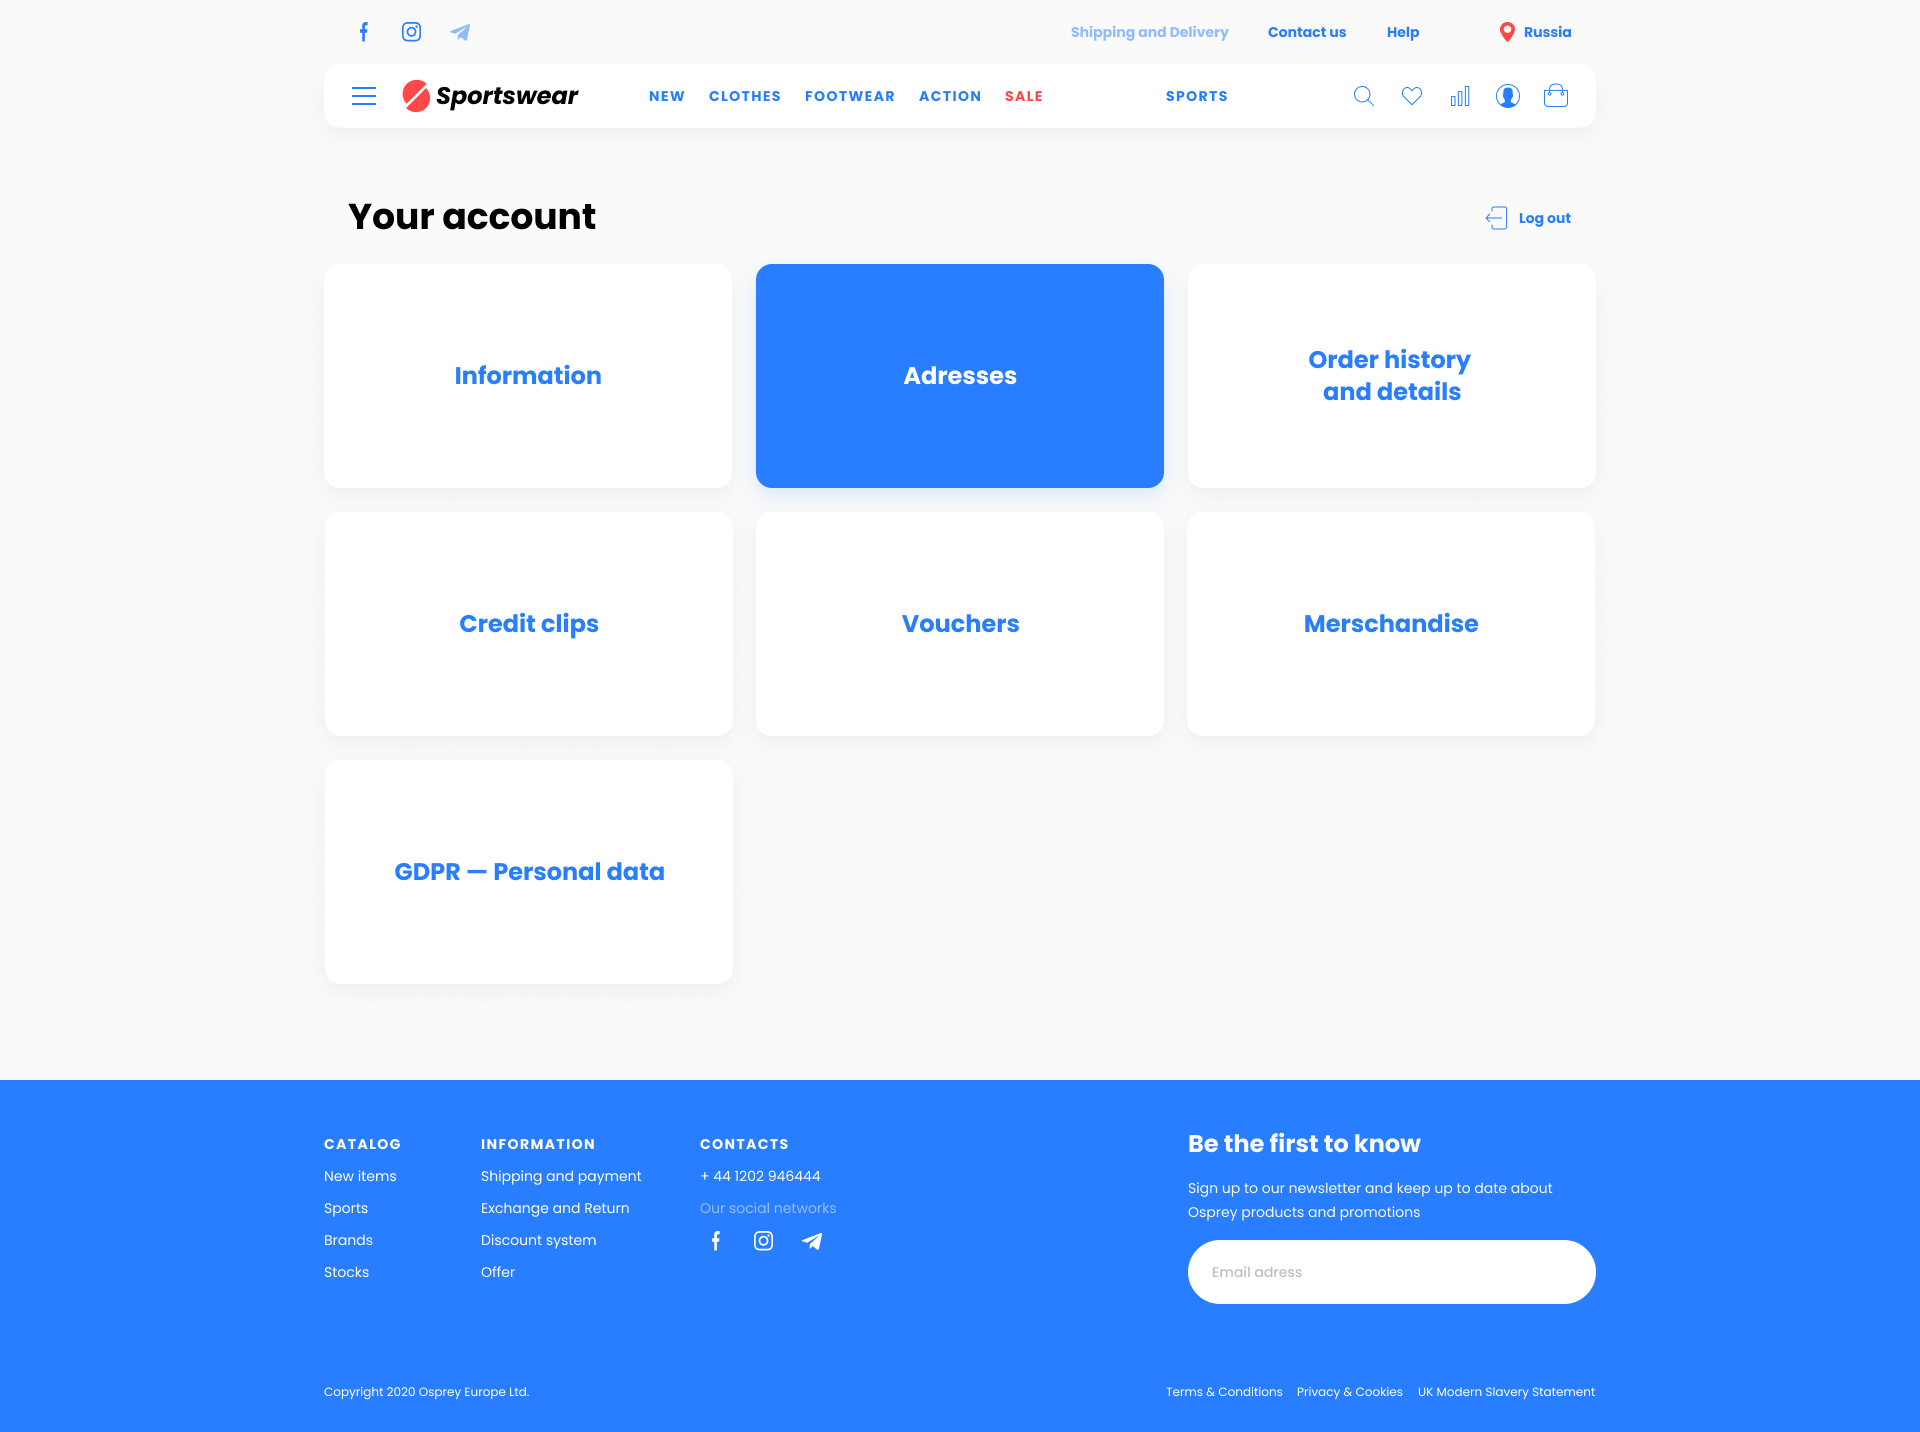 Shipping and Delivery
Contact us
Help
Russia
Sportswear
NEW
CLOTHES
FOOTWEAR
ACTION
SALE
SPORTS
Your account
Log out
Information
Adresses
Order history
and details
Credit clips
Vouchers
Merschandise
GDPR — Personal data
CATALOG
New items
Sports
Brands
Stocks
INFORMATION
Shipping and payment
Exchange and Return
Discount system
Offer
CONTACTS
+ 44 1202 946444
Our social networks
Be the first to know
Sign up to our newsletter and keep up to date about
Osprey products and promotions
Email adress
Copyright 2020 Osprey Europe Ltd.
Terms & Conditions
Privacy & Cookies
UK Modern Slavery Statement